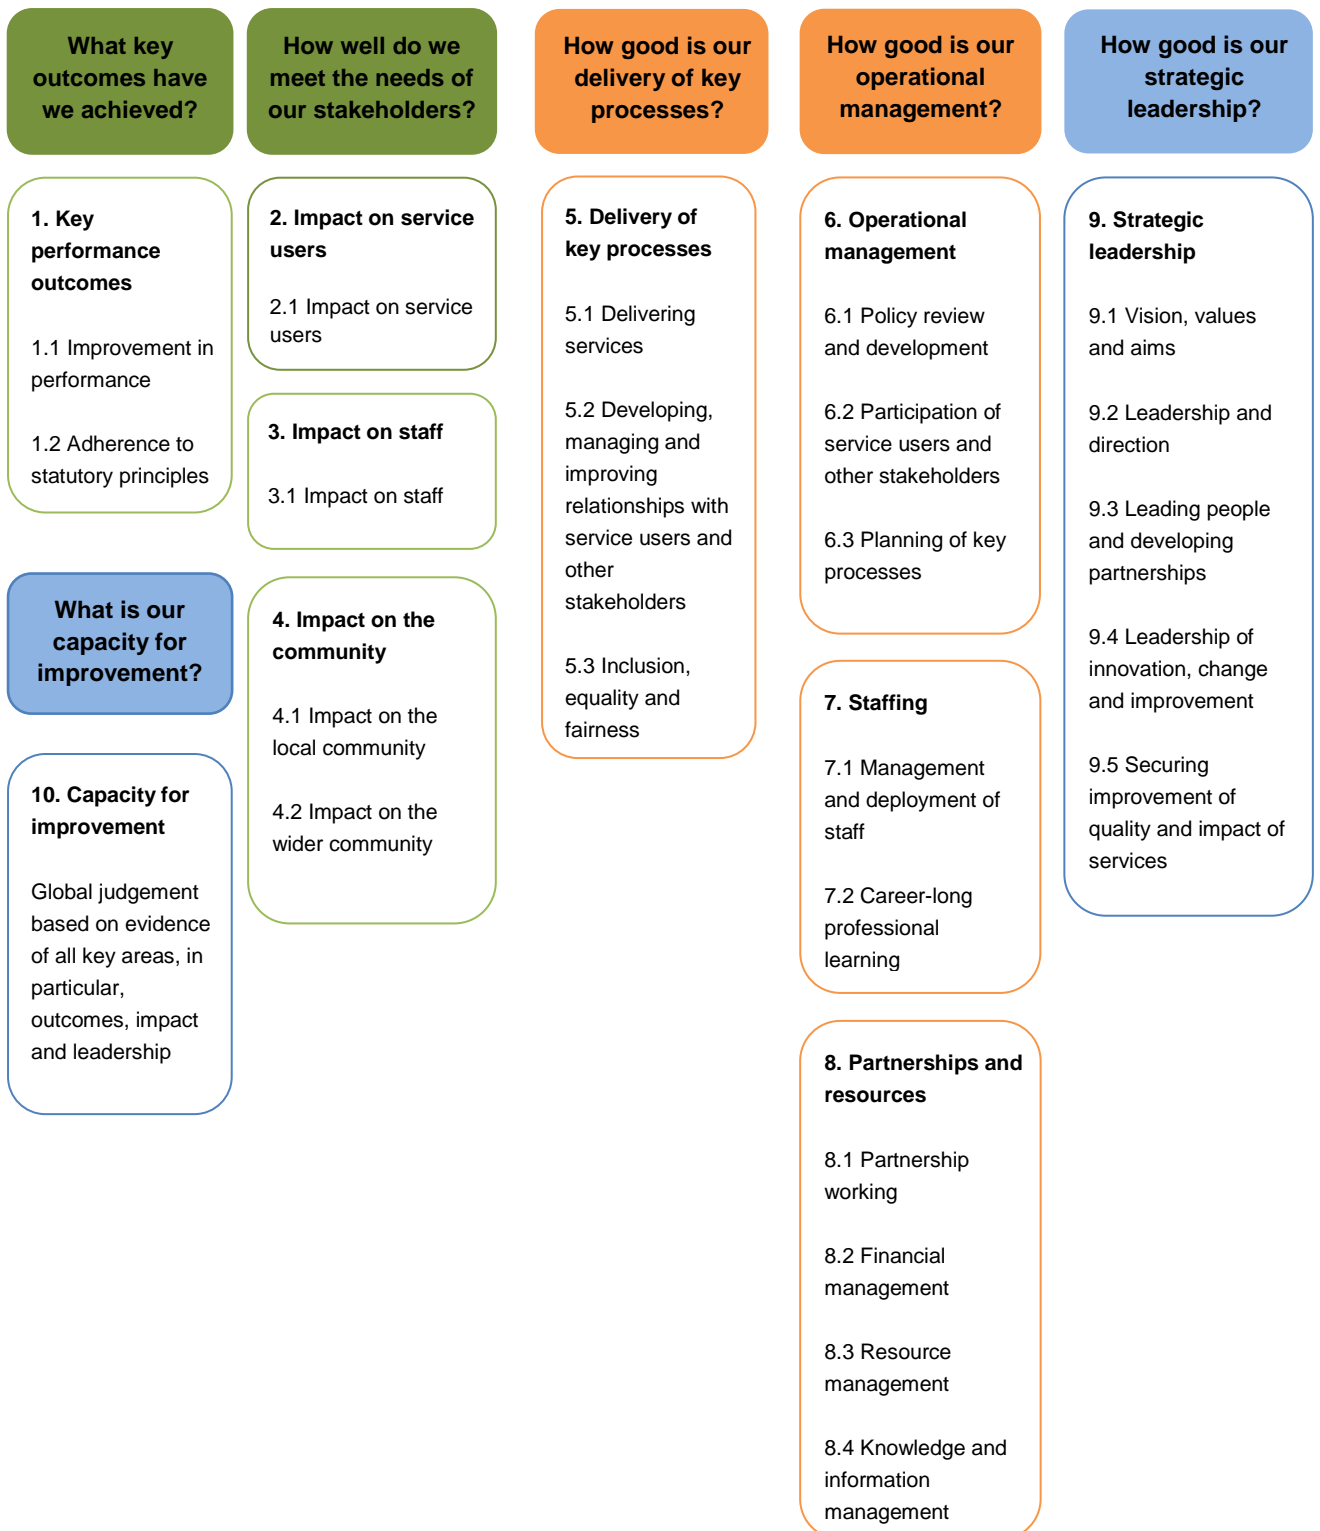 What key
outcomes have
we achieved?
How well do we
meet the needs of
our stakeholders?
How good is our
delivery of key
processes?
How good is our
operational
management?
How good is our
strategic
leadership?
1. Key
performance
outcomes
1.1 Improvement in
performance
1.2 Adherence to
statutory principles
What is our
capacity for
improvement?
10. Capacity for
improvement
Global judgement
based on evidence
of all key areas, in
particular,
outcomes, impact
and leadership
2. Impact on service
users
2.1 Impact on service
users
3. Impact on staff
3.1 Impact on staff
4. Impact on the
community
4.1 Impact on the
local community
4.2 Impact on the
wider community
5. Delivery of
key processes
5.1 Delivering
services
5.2 Developing,
managing and
improving
relationships with
service users and
other
stakeholders
5.3 Inclusion,
equality and
fairness
6. Operational
management
6.1 Policy review
and development
6.2 Participation of
service users and
other stakeholders
6.3 Planning of key
processes
7. Staffing
7.1 Management
and deployment of
staff
7.2 Career-long
professional
learning
8. Partnerships and
resources
8.1 Partnership
working
8.2 Financial
management
8.3 Resource
management
8.4 Knowledge and
information
management
9. Strategic
leadership
9.1 Vision, values
and aims
9.2 Leadership and
direction
9.3 Leading people
and developing
partnerships
9.4 Leadership of
innovation, change
and improvement
9.5 Securing
improvement of
quality and impact of
services